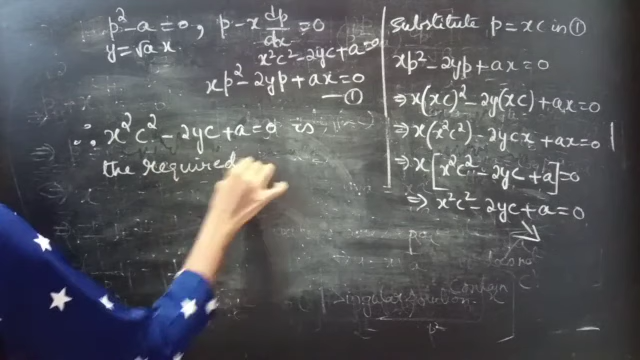 p² - a = 0, p - x dp/dx = 0
y = √a x
x²c² - 2yc + a = 0
xp² - 2yp + ax = 0
—①
∴ x²c² - 2yc + a = 0 is
the required
substitute p = xc in ①
xp² - 2yp + ax = 0
⇒ x(xc)² - 2y(xc) + ax = 0
⇒ x(x²c²) - 2ycx + ax = 0
⇒ x[x²c² - 2yc + a] = 0
⇒ x²c² - 2yc + a = 0
Singular solution
Contain